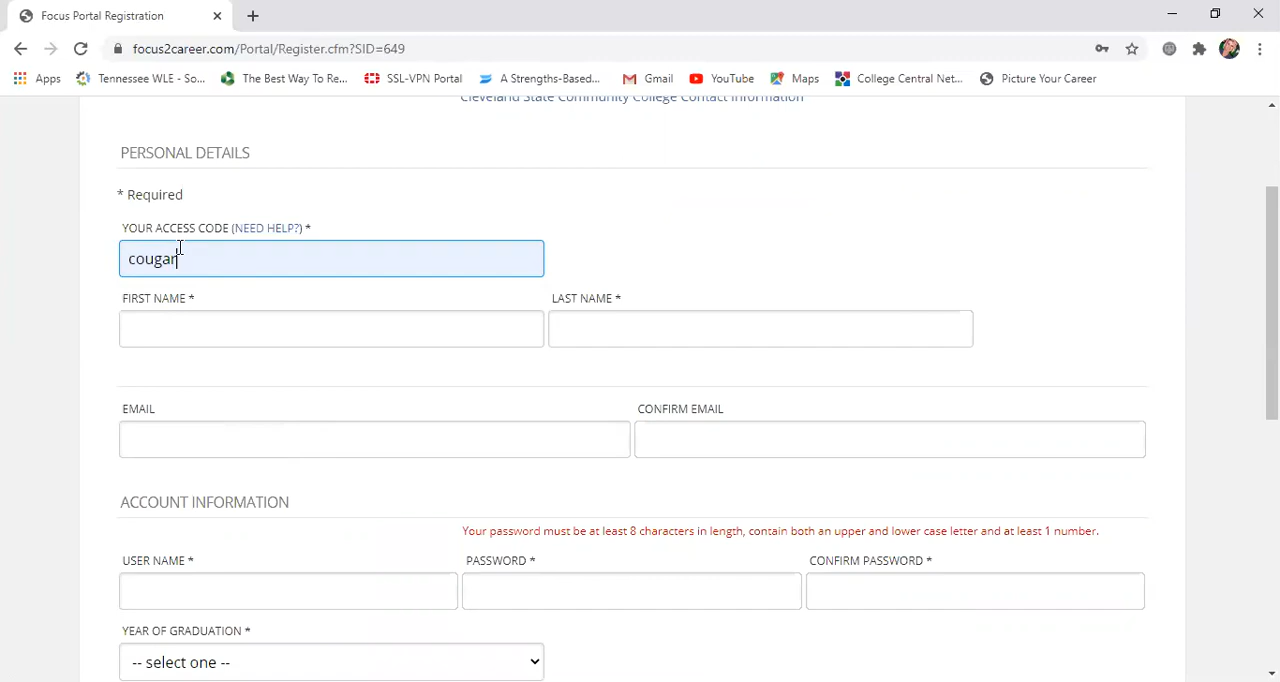 Focus Portal Registration
focus2career.com/Portal/Register.cfm?SID=649
Apps Tennessee WLE - So... The Best Way To Re... SSL-VPN Portal A Strengths-Based... Gmail YouTube Maps College Central Net... Picture Your Career
Cleveland State Community College Contact Information
PERSONAL DETAILS
* Required
YOUR ACCESS CODE (NEED HELP?) *
cougar
FIRST NAME * LAST NAME *
EMAIL CONFIRM EMAIL
ACCOUNT INFORMATION
Your password must be at least 8 characters in length, contain both an upper and lower case letter and at least 1 number.
USER NAME * PASSWORD * CONFIRM PASSWORD *
YEAR OF GRADUATION *
-- select one --